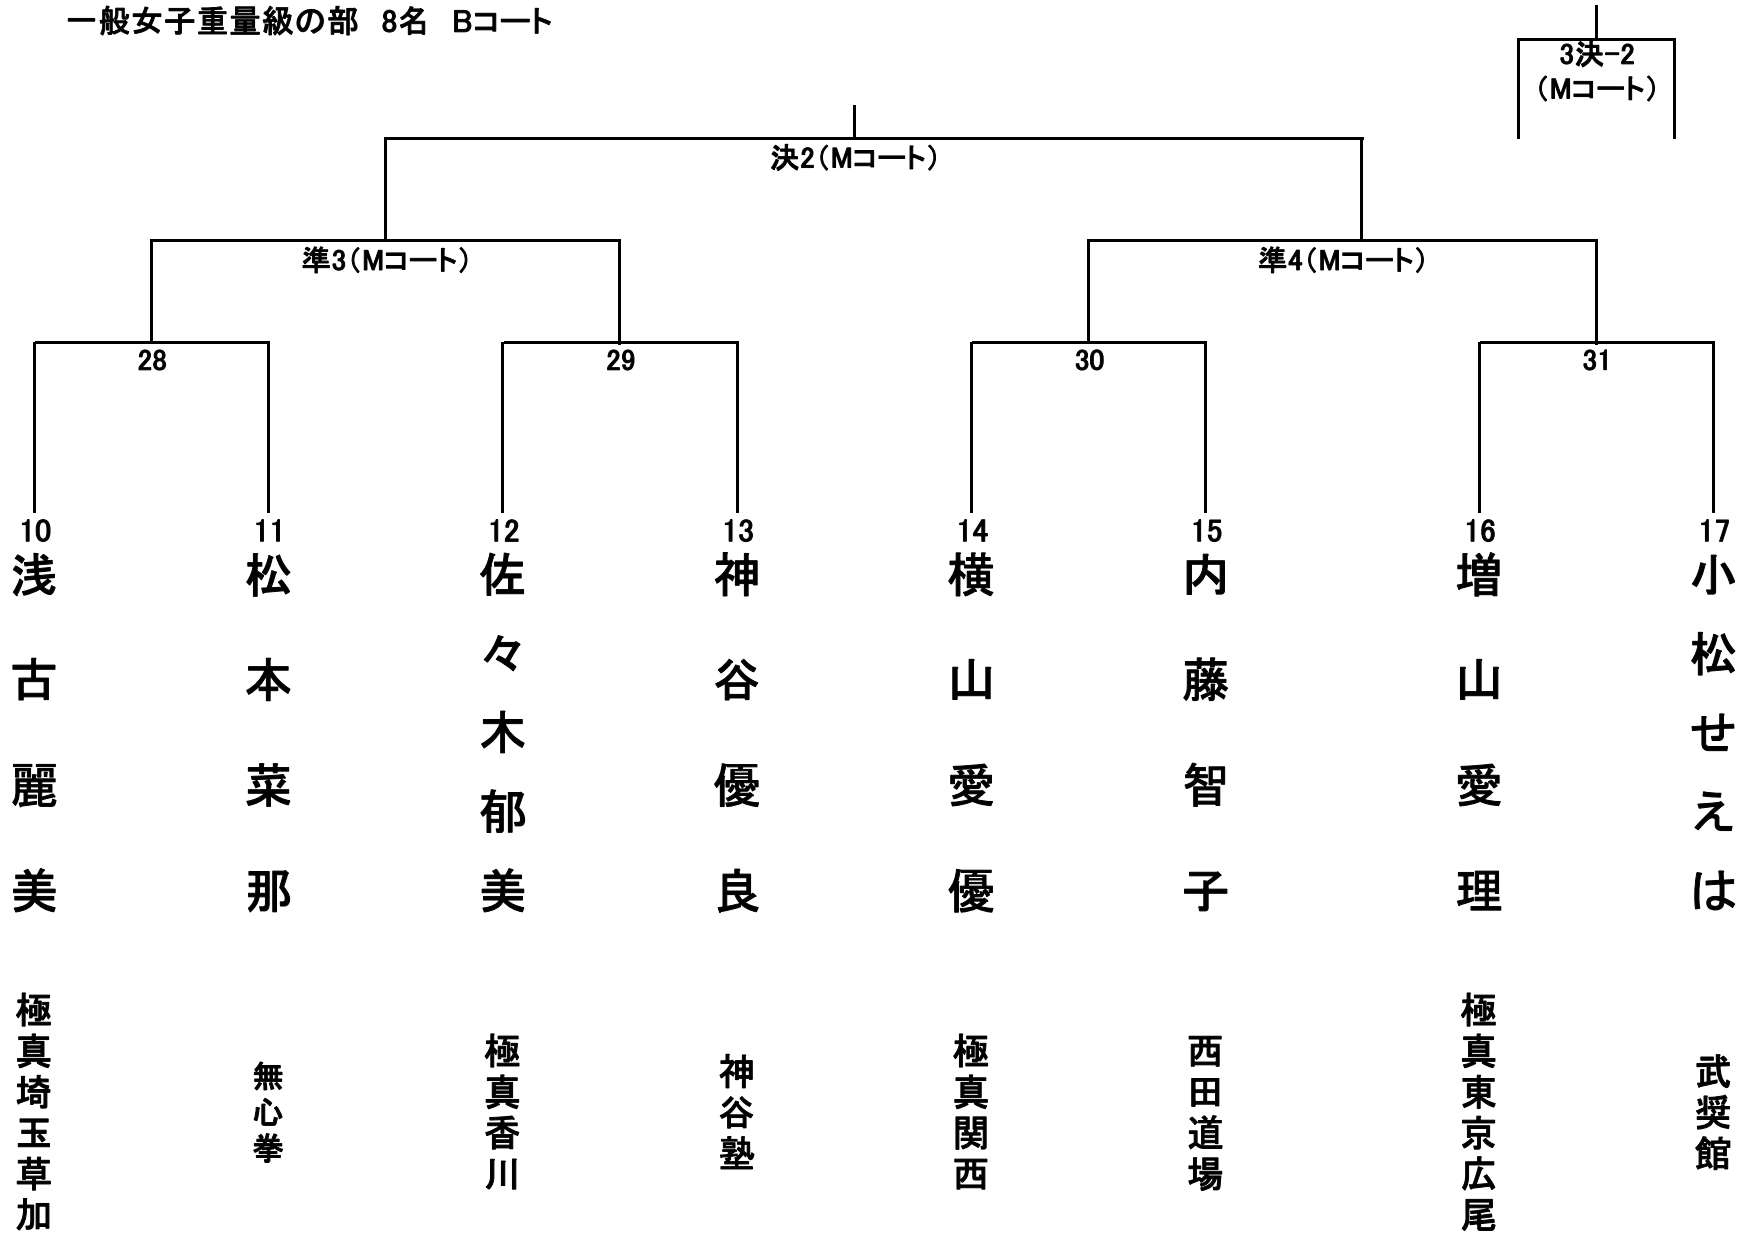 一般女子重量級の部 8名 Bコート
3決-2
（Mコート）
決2（Mコート）
準3（Mコート）
準4（Mコート）
28
29
30
31
10
浅古麗美
極真埼玉草加
11
松本菜那
無心拳
12
佐々木郁美
極真香川
13
神谷優良
神谷塾
14
横山愛優
極真関西
15
内藤智子
西田道場
16
増山愛理
極真東京広尾
17
小松せえは
武奨館